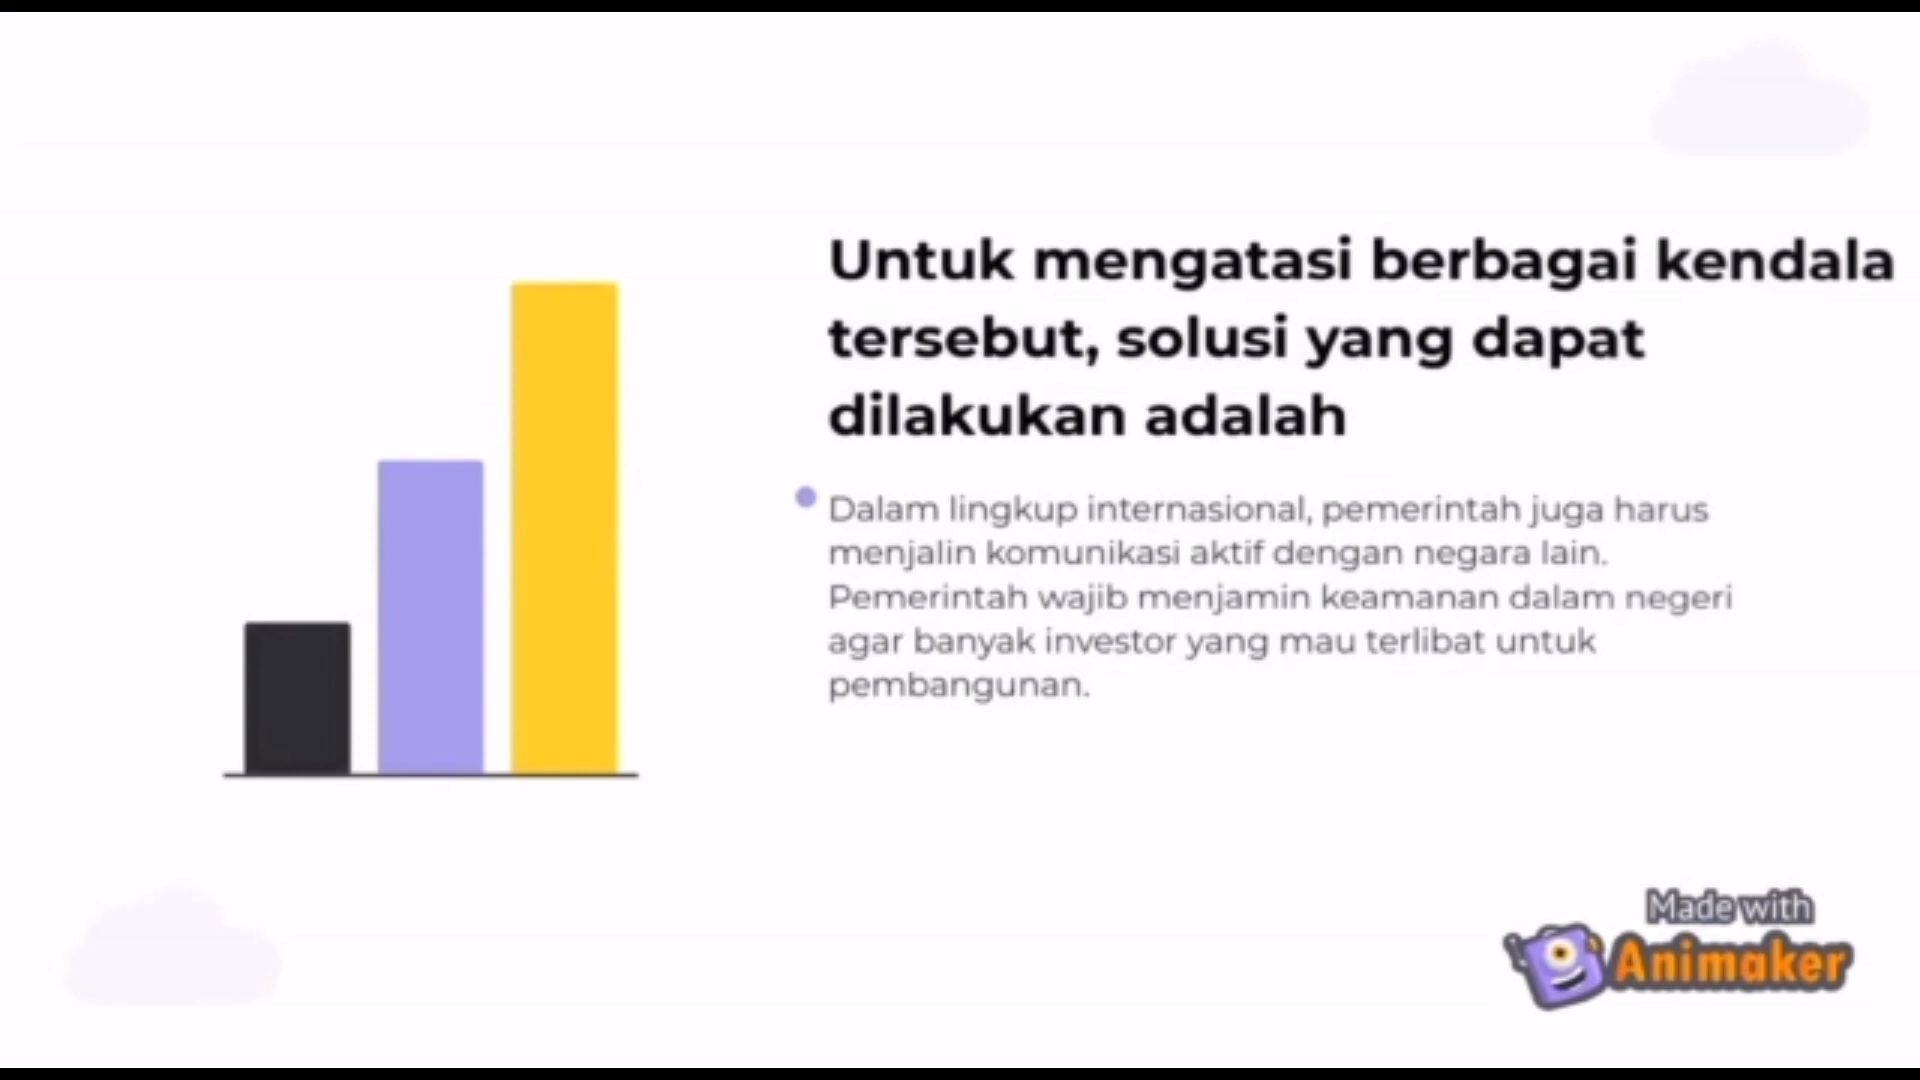 Untuk mengatasi berbagai kendala
tersebut, solusi yang dapat
dilakukan adalah
Dalam lingkup internasional, pemerintah juga harus
menjalin komunikasi aktif dengan negara lain.
Pemerintah wajib menjamin keamanan dalam negeri
agar banyak investor yang mau terlibat untuk
pembangunan.
Made with
Animaker